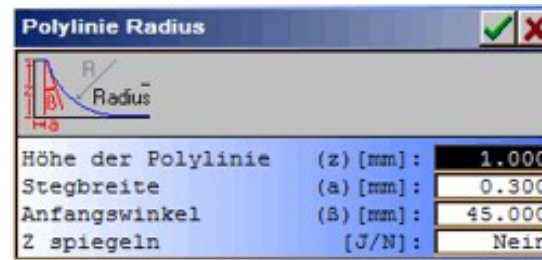 Polylinie Radius
R
z
β
Radius
a
Höhe der Polylinie (z) [mm]: 1.000
Stegbreite (a) [mm]: 0.300
Anfangswinkel (ß) [mm]: 45.000
Z spiegeln [J/N]: Nein